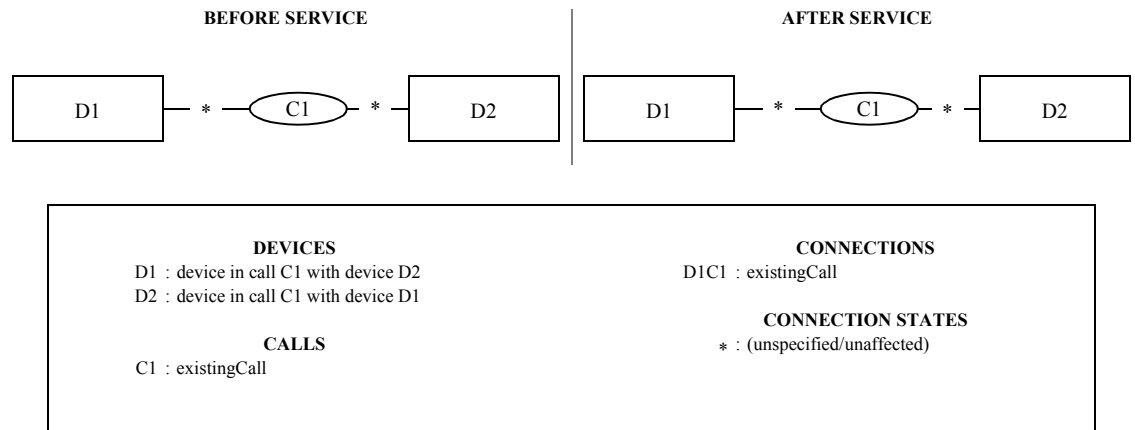 BEFORE SERVICE
AFTER SERVICE
D1 * C1 * D2
D1 * C1 * D2
DEVICES
D1 : device in call C1 with device D2
D2 : device in call C1 with device D1
CALLS
C1 : existingCall
CONNECTIONS
D1C1 : existingCall
CONNECTION STATES
* : (unspecified/unaffected)